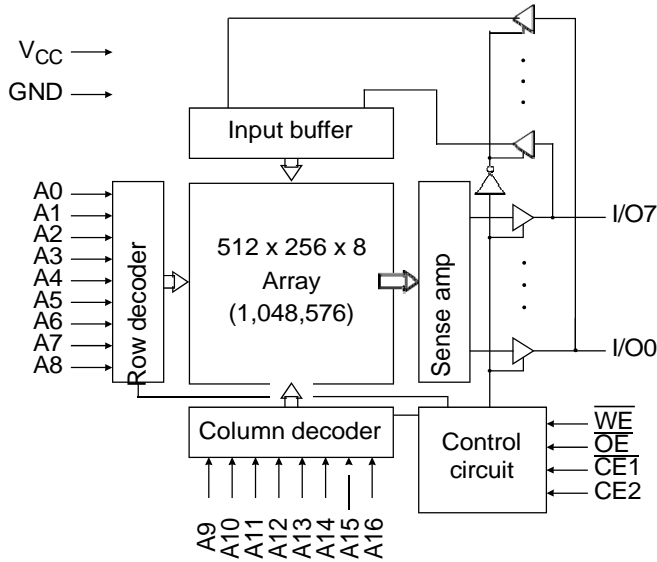 VCC
GND
Input buffer
A0
A1
A2
A3
A4
A5
A6
A7
A8
Row decoder
512 x 256 x 8
Array
(1,048,576)
Sense amp
I/O7
I/O0
Column decoder
Control
circuit
WE
OE
CE1
CE2
A9
A10
A11
A12
A13
A14
A15
A16